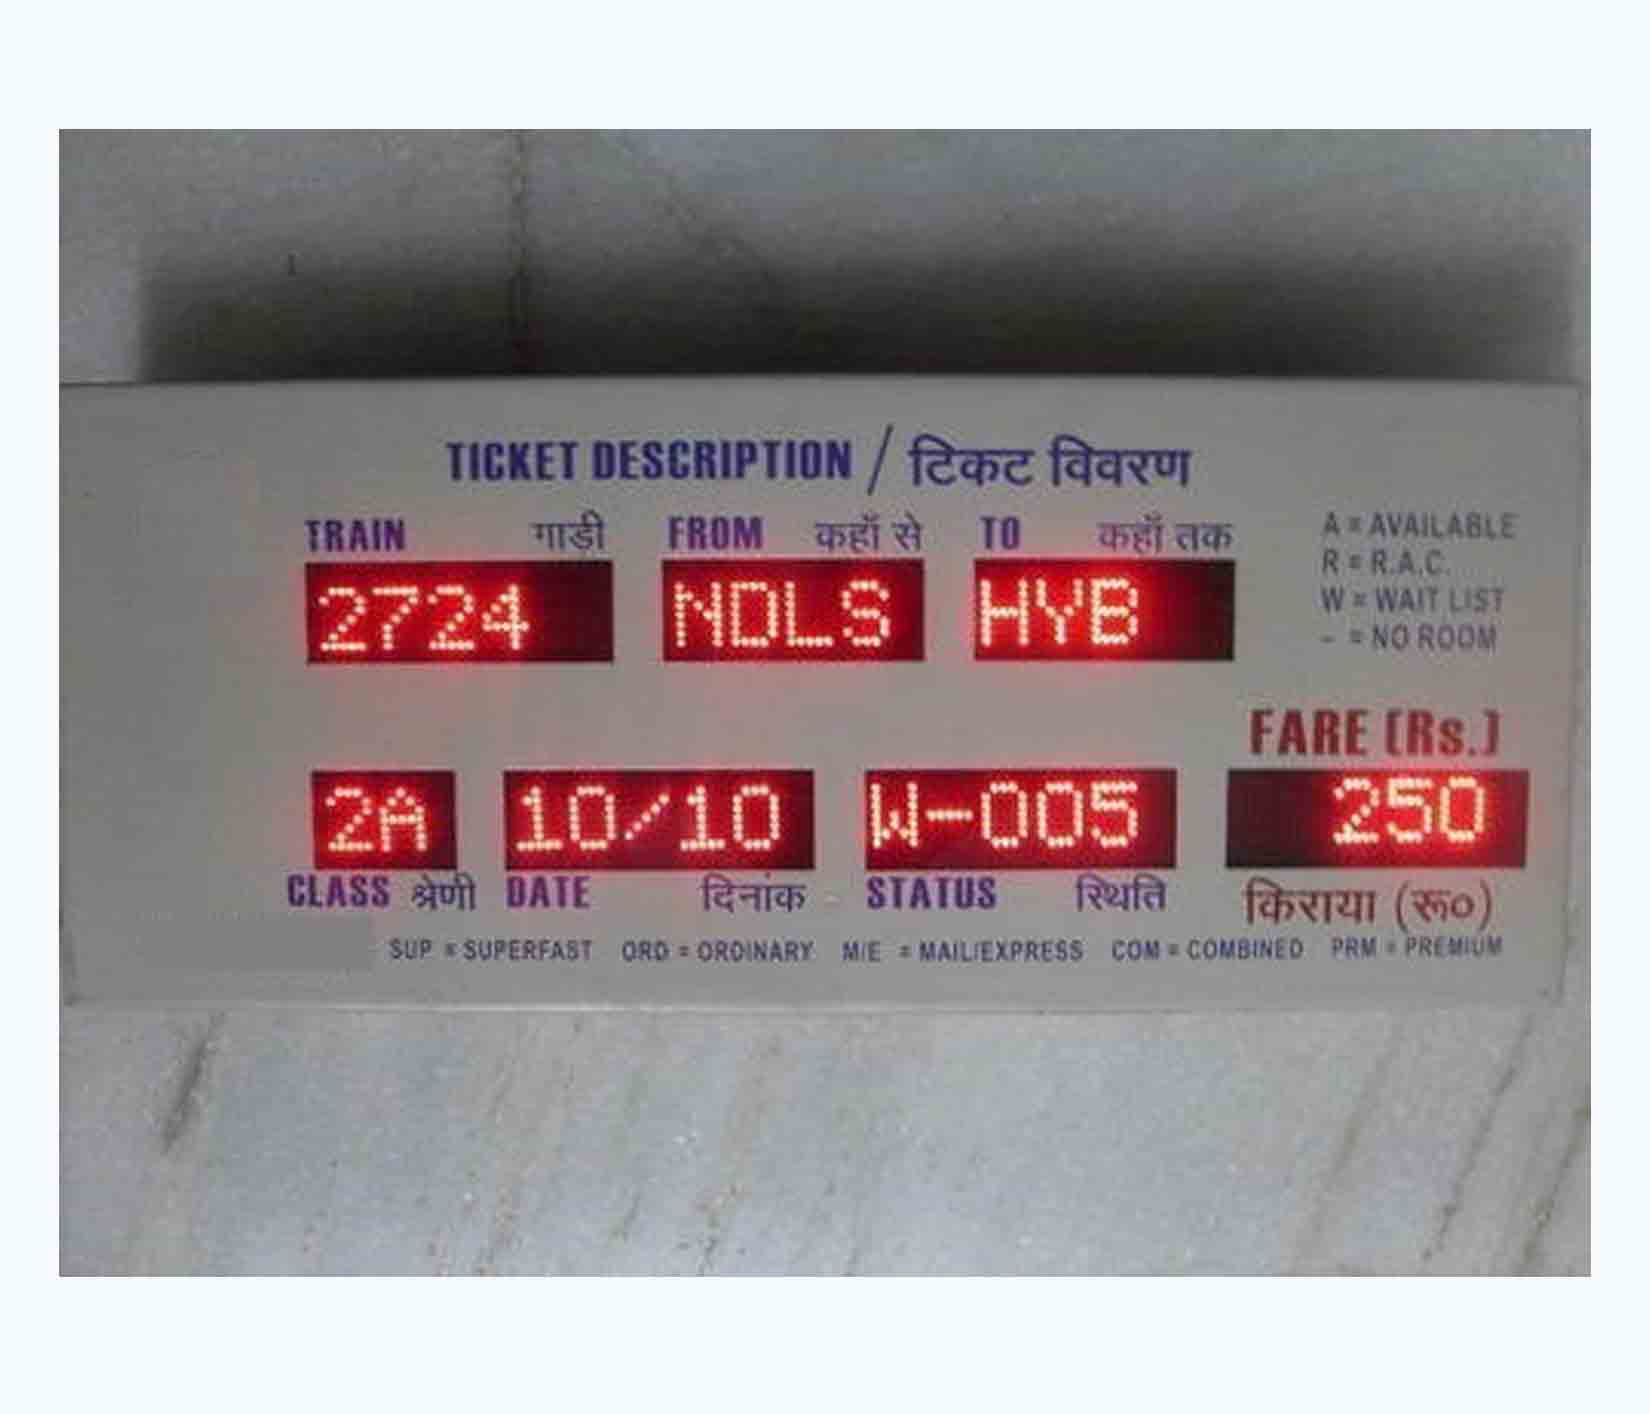 TICKET DESCRIPTION / टिकट विवरण
TRAIN गाड़ी FROM कहाँ से TO कहाँ तक
2724 NDLS HYB
A = AVAILABLE
R = R.A.C.
W = WAIT LIST
- = NO ROOM
FARE (Rs.)
2A 10/10 W-005 250
CLASS श्रेणी DATE दिनांक STATUS स्थिति किराया (रू०)
SUP = SUPERFAST ORD = ORDINARY M/E = MAIL/EXPRESS COM = COMBINED PRM = PREMIUM